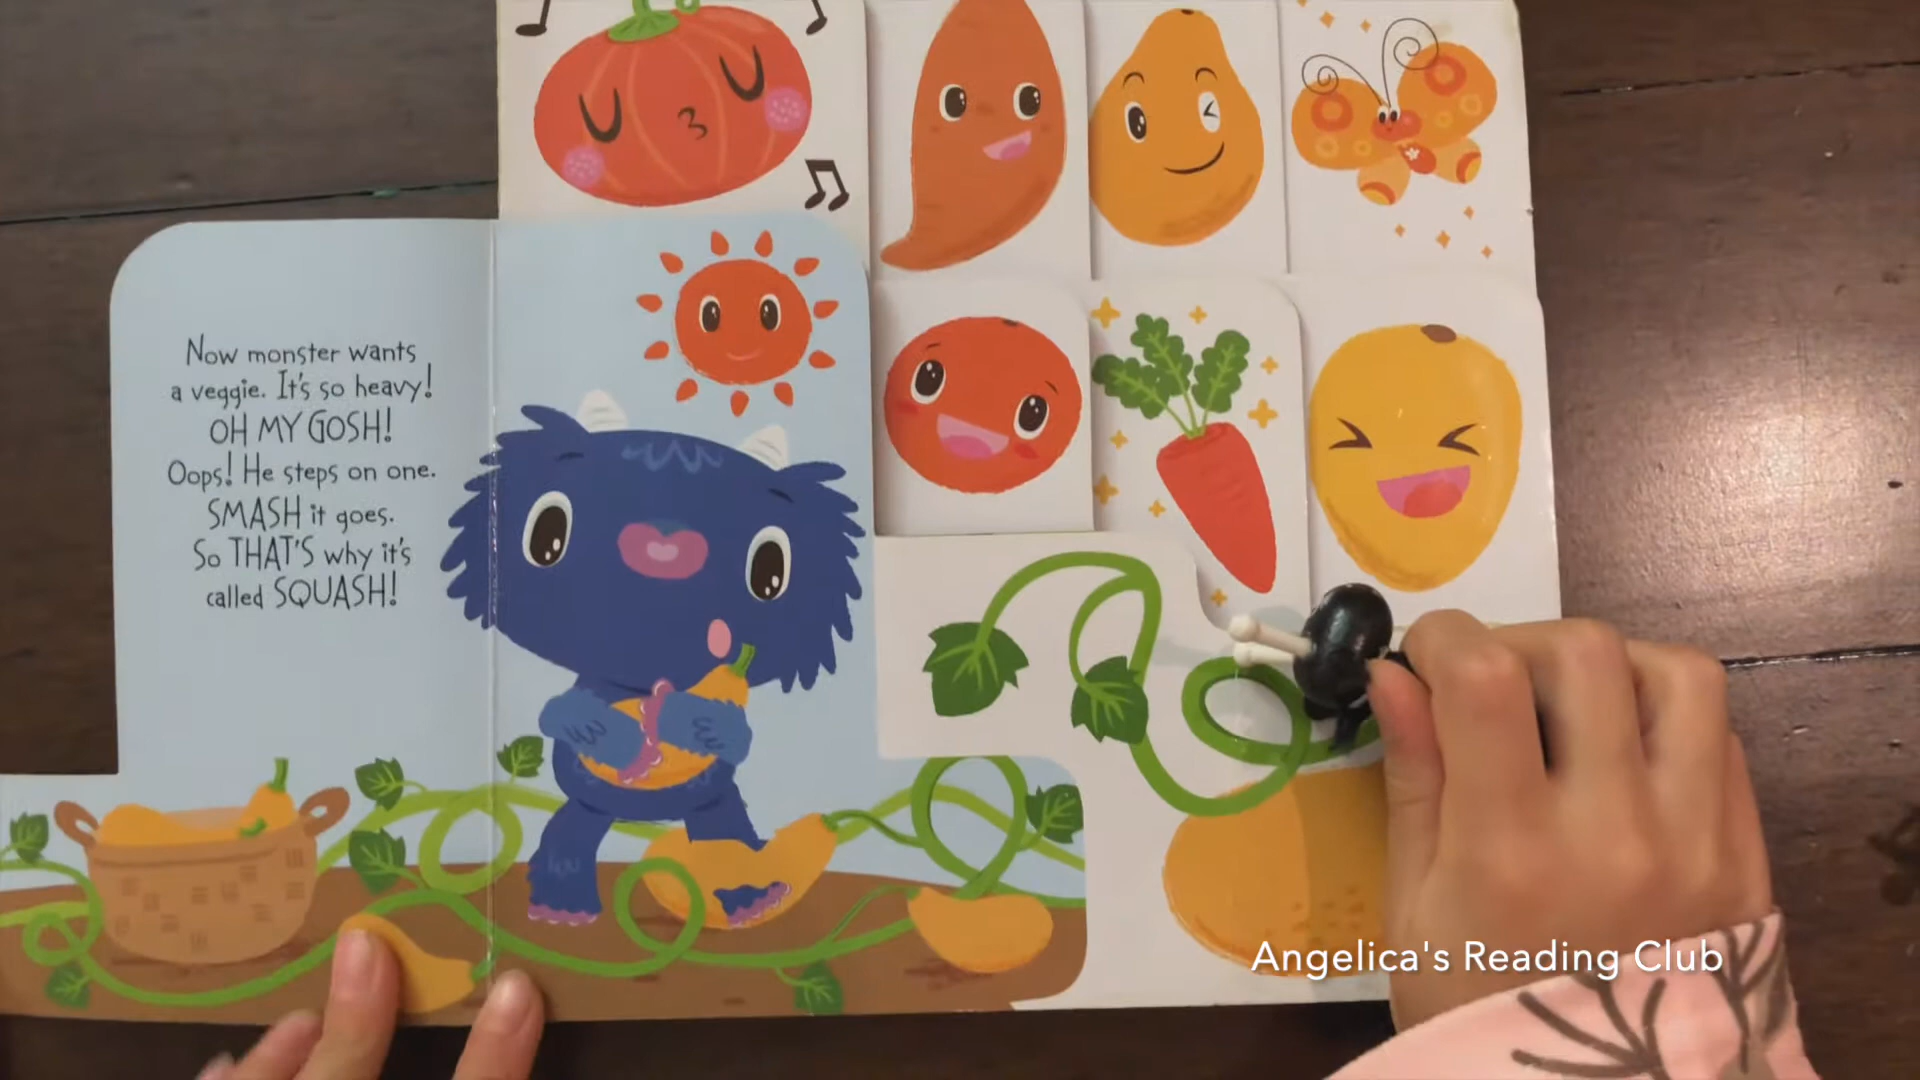 Now monster wants
a veggie. It's so heavy!
OH MY GOSH!
Oops! He steps on one.
SMASH it goes.
So THAT'S why it's
called SQUASH!
Angelica's Reading Club